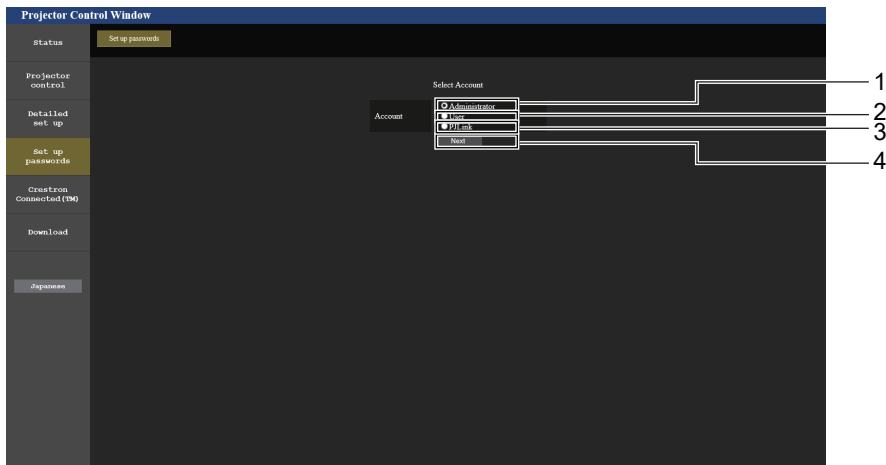 Projector Control Window
Status
Set up passwords
Projector
control
Select Account
1
Administrator
Detailed
set up
Account
User
2
PJLink
3
Next
4
Set up
passwords
Crestron
Connected(TM)
Download
Japanese